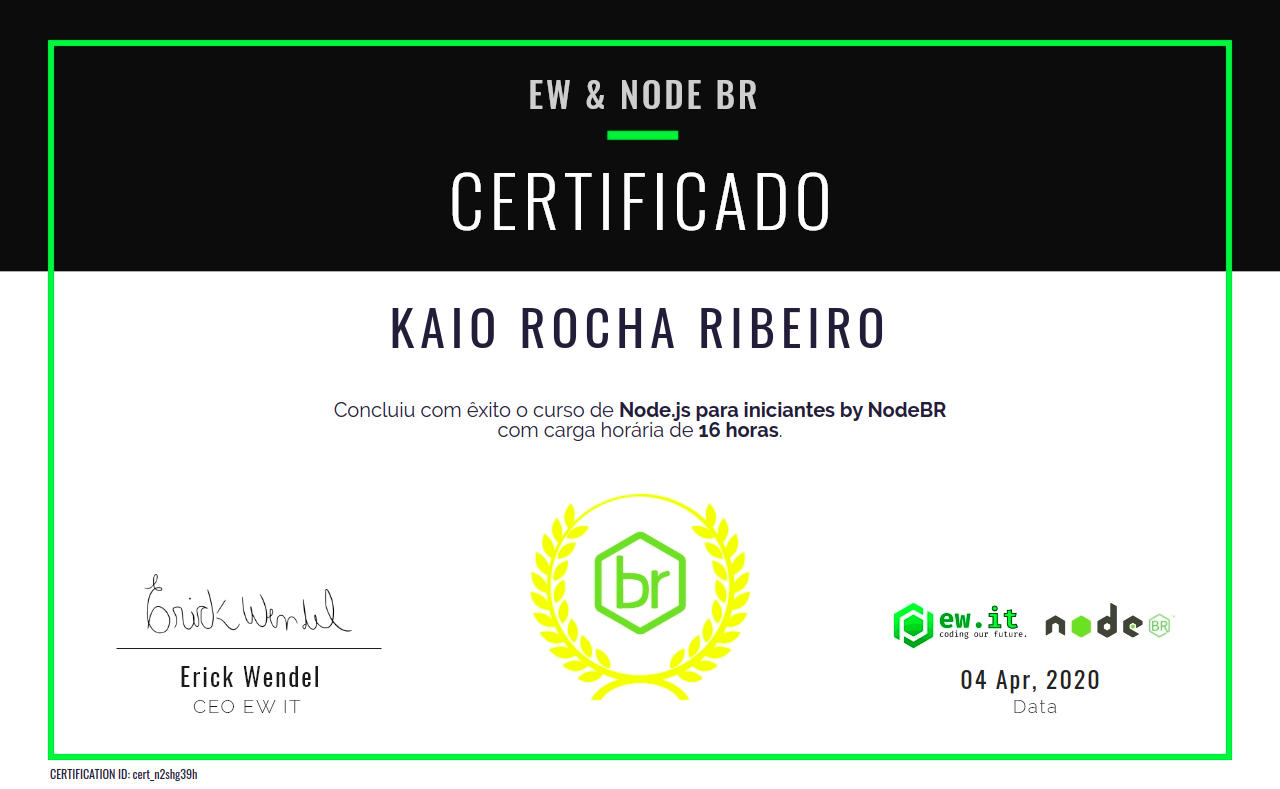 EW & NODE BR
CERTIFICADO
KAIO ROCHA RIBEIRO
Concluiu com êxito o curso de Node.js para iniciantes by NodeBR
com carga horária de 16 horas.
br
Erick Wendel
Erick Wendel
CEO EW IT
ew.it
coding our future.
node BR
04 Apr, 2020
Data
CERTIFICATION ID: cert_n2shg39h